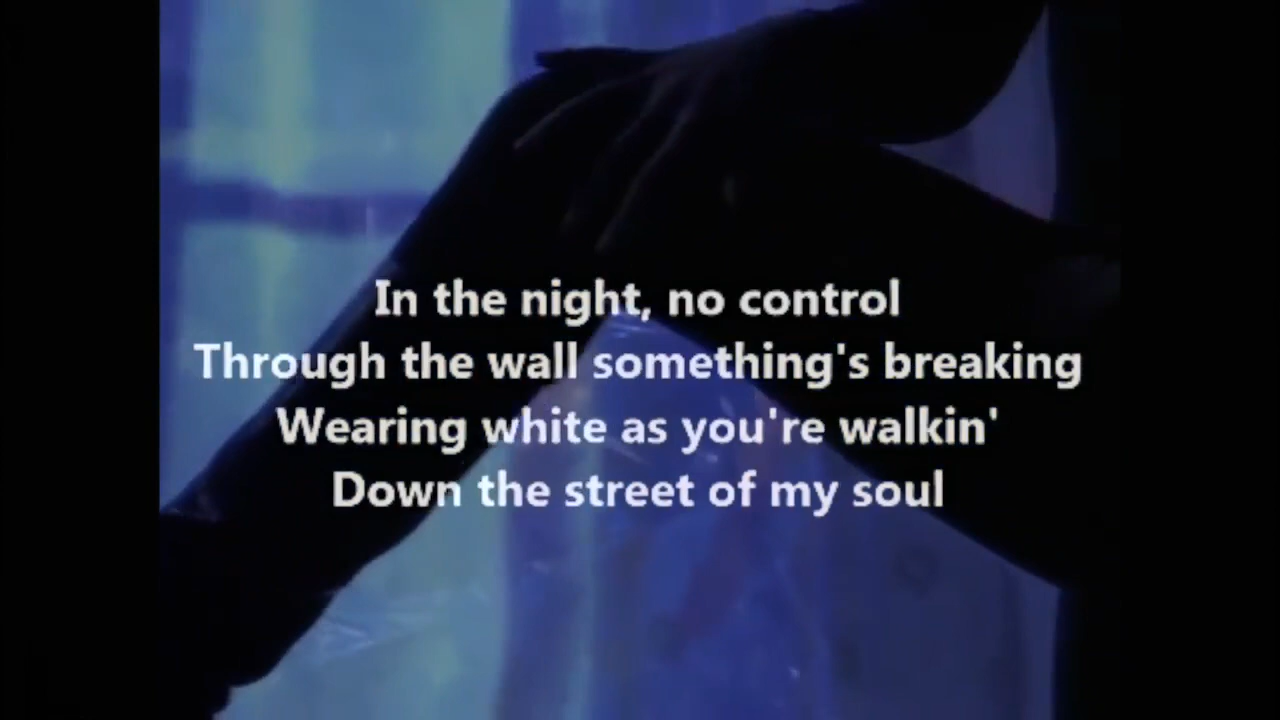 In the night, no control
Through the wall something's breaking
Wearing white as you're walkin'
Down the street of my soul